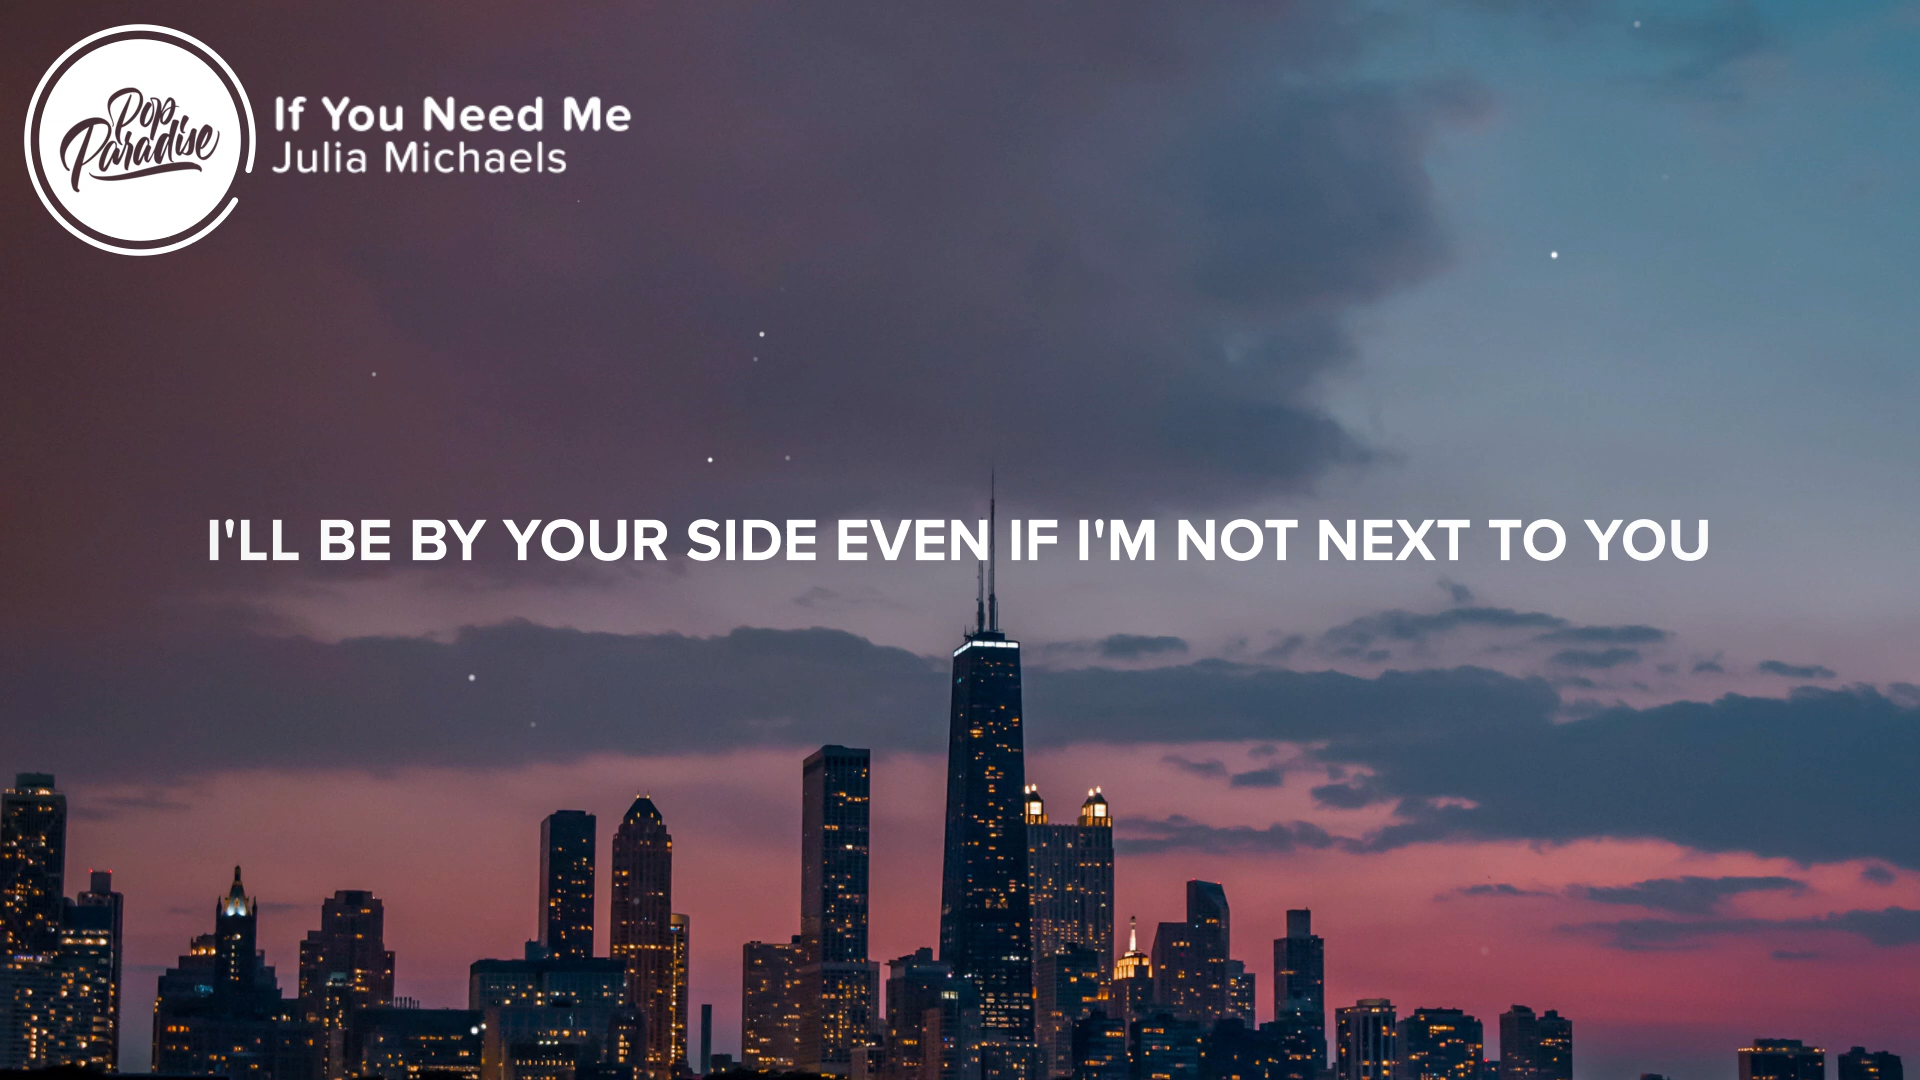 Pop
Paradise
If You Need Me
Julia Michaels
I'LL BE BY YOUR SIDE EVEN IF I'M NOT NEXT TO YOU